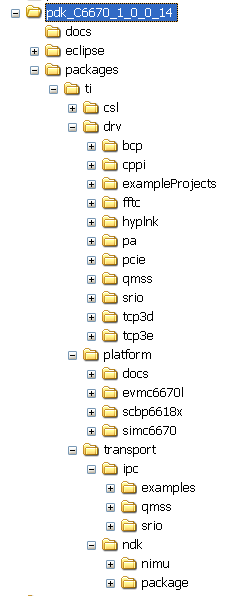 pdk_C6670_1_0_0_14
docs
eclipse
packages
ti
csl
drv
bcp
cppi
exampleProjects
fftc
hyplnk
pa
pcie
qmss
srio
tcp3d
tcp3e
platform
docs
evmc6670l
scbp6618x
simc6670
transport
ipc
examples
qmss
srio
ndk
nimu
package